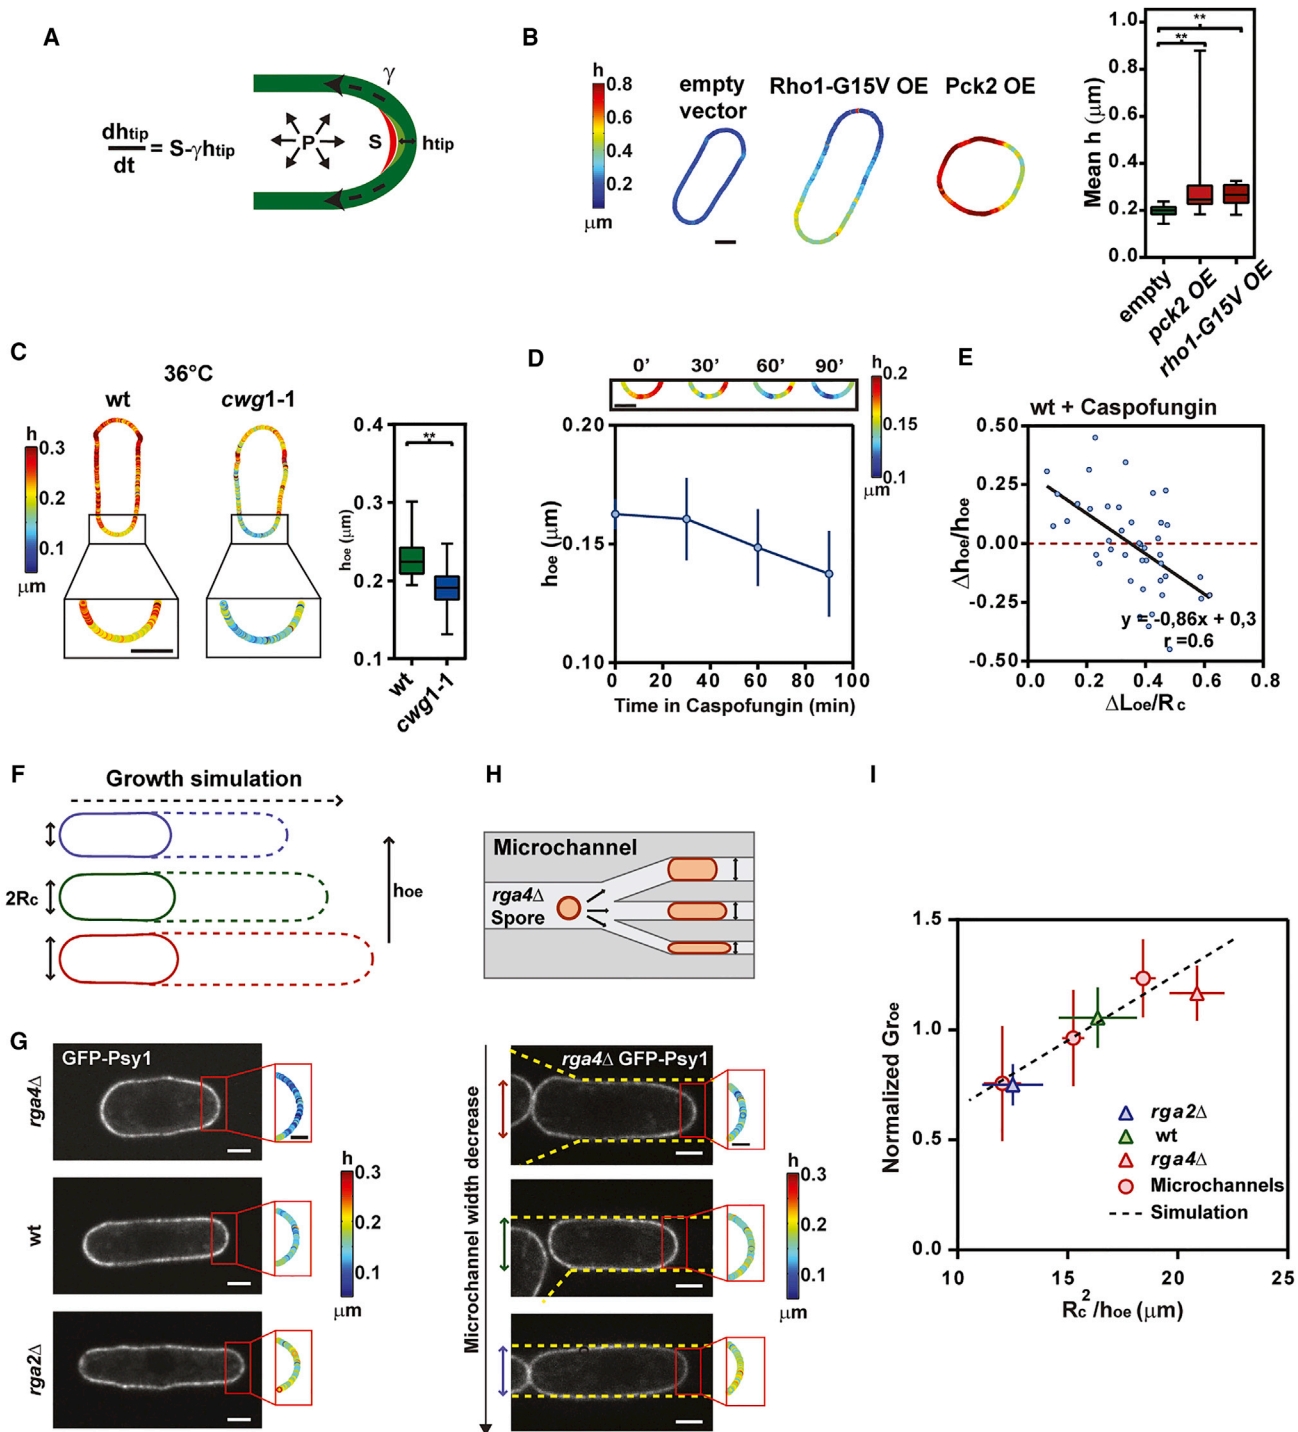 A
dhtip/dt = S-γhtip
γ
P
S
htip
B
h
0.8
0.6
0.4
0.2
μm
empty vector
Rho1-G15V OE
Pck2 OE
Mean h (μm)
1.0
0.8
0.6
0.4
0.2
0.0
**
**
empty
pck2 OE
rho1-G15V OE
C
36°C
wt
cwg1-1
h
0.3
0.2
0.1
μm
hoe (μm)
0.4
0.3
0.2
0.1
**
wt
cwg1-1
D
0’ 30’ 60’ 90’
h
0.2
0.15
0.1
μm
hoe (μm)
0.20
0.15
0.10
0 20 40 60 80 100
Time in Caspofungin (min)
E
wt + Caspofungin
Δhoe/hoe
0.50
0.25
0.00
-0.25
-0.50
y = -0,86x + 0,3
r =0.6
0.0 0.2 0.4 0.6 0.8
ΔLoe/Rc
F
Growth simulation
2Rc
hoe
G
GFP-Psy1
rga4Δ
wt
rga2Δ
h
0.3
0.2
0.1
μm
H
Microchannel
rga4Δ
Spore
Microchannel width decrease
rga4Δ GFP-Psy1
h
0.3
0.2
0.1
μm
I
Normalized Groe
1.5
1.0
0.5
0.0
rga2Δ
wt
rga4Δ
Microchannels
Simulation
10 15 20 25
Rc²/hoe (μm)